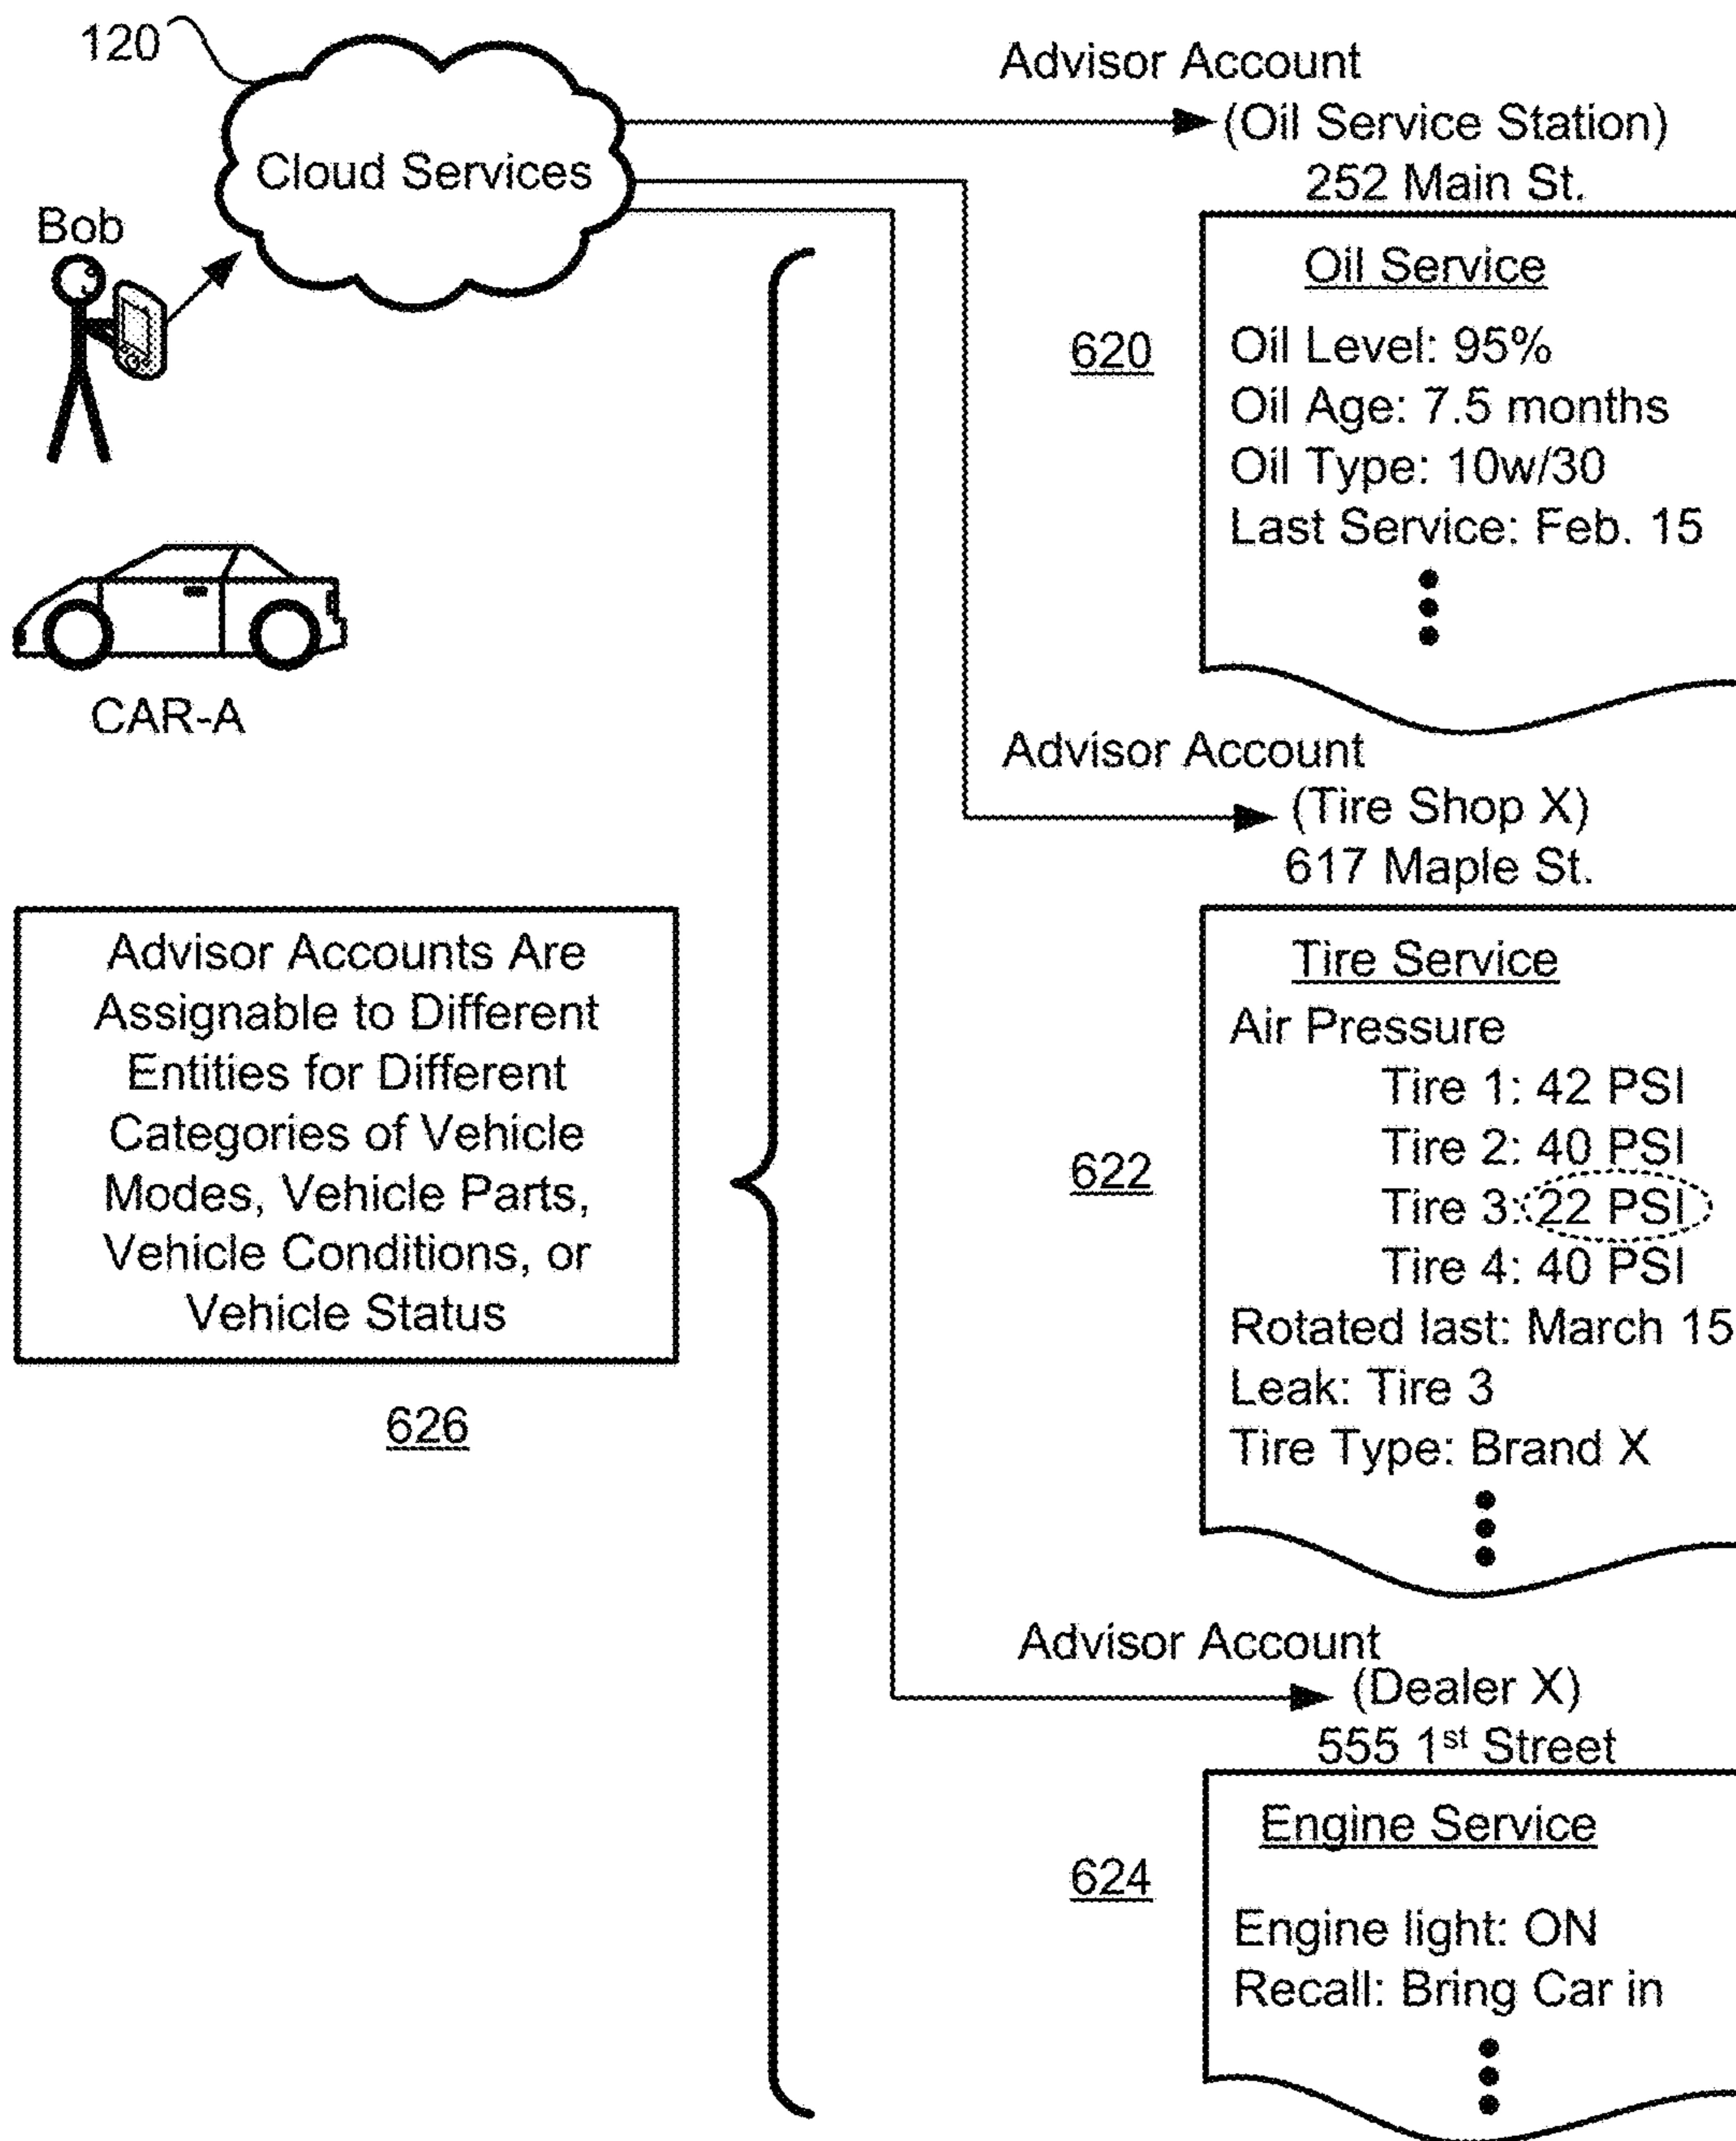 120
Cloud Services
Bob
CAR-A
Advisor Accounts Are
Assignable to Different
Entities for Different
Categories of Vehicle
Modes, Vehicle Parts,
Vehicle Conditions, or
Vehicle Status
626
Advisor Account
(Oil Service Station)
252 Main St.
620
Oil Service
Oil Level: 95%
Oil Age: 7.5 months
Oil Type: 10w/30
Last Service: Feb. 15
Advisor Account
(Tire Shop X)
617 Maple St.
622
Tire Service
Air Pressure
Tire 1: 42 PSI
Tire 2: 40 PSI
Tire 3: 22 PSI
Tire 4: 40 PSI
Rotated last: March 15
Leak: Tire 3
Tire Type: Brand X
Advisor Account
(Dealer X)
555 1st Street
624
Engine Service
Engine light: ON
Recall: Bring Car in